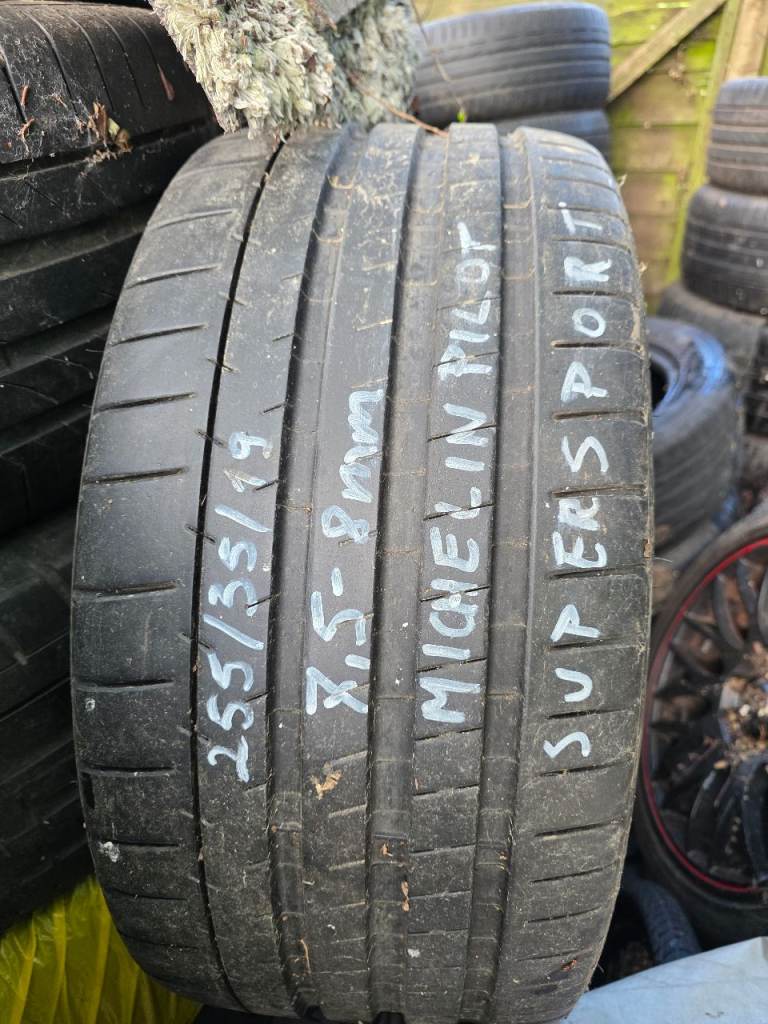 255/35/19
7,5-8mm
MICHELIN PILOT
SUPERSPORT